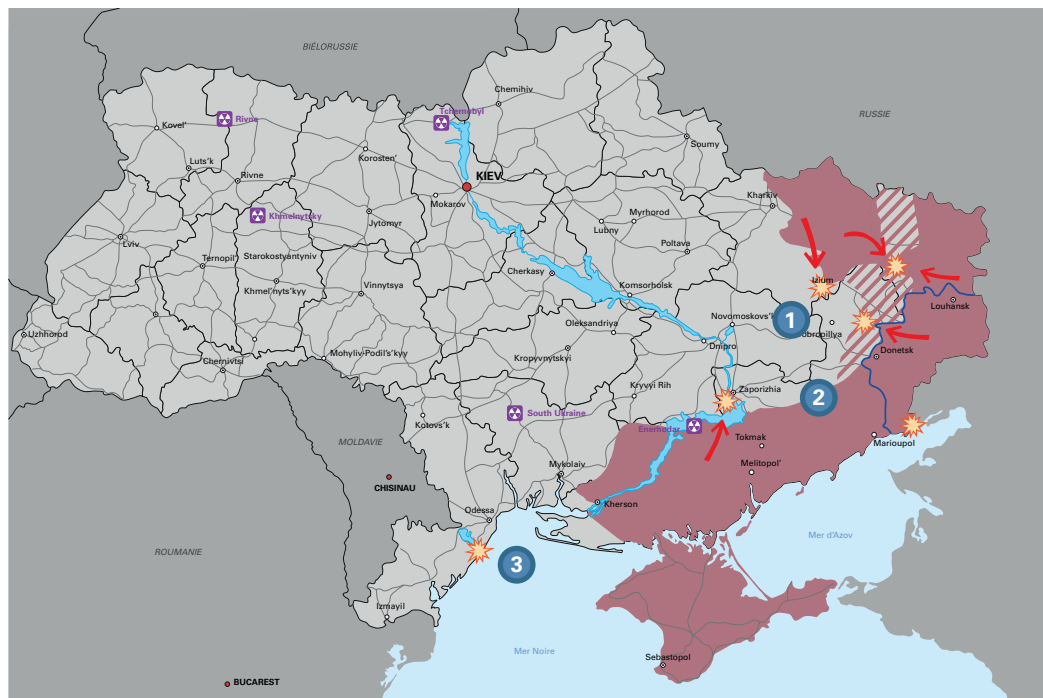 BIÉLORUSSIE
Chernihiv
Tchernobyl
RUSSIE
Rivne
Kovel'
Soumy
Korosten'
Luts'k
KIEV
Rivne
Kharkiv
Makarov
Khmelnytsky
Myrhorod
Jytomyr
Lubny
Lviv
Poltava
Starokostyantyniv
Ternopil'
Cherkasy
Izium
Khmel'nyts'kyy
Vinnytsya
Komsorholsk
Louhansk
Novomoskovs'k
1
Oleksandriya
Uzhhorod
Dobropillya
Dnipro
Donetsk
Mohyliv-Podil's'kyy
Kropyvnytskyi
Chernivtsi
Kryvyi Rih
Zaporizhia
2
South Ukraine
Kotovs'k
Enerhodar
Tokmak
Marioupol
MOLDAVIE
Mykolaiv
Melitopol'
CHISINAU
Kherson
Odessa
Mer d'Azov
ROUMANIE
3
Izmayil
Mer Noire
Sebastopol
BUCAREST